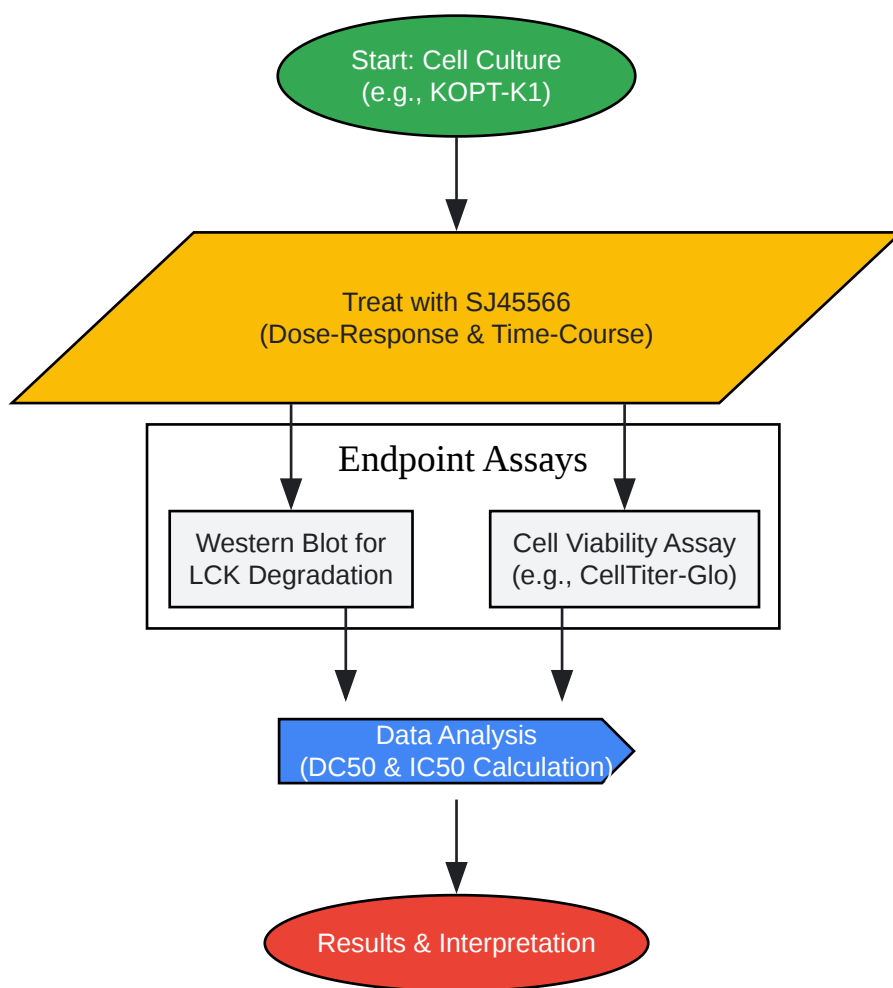 Start: Cell Culture
(e.g., KOPT-K1)
Treat with SJ45566
(Dose-Response & Time-Course)
Endpoint Assays
Western Blot for
LCK Degradation
Cell Viability Assay
(e.g., CellTiter-Glo)
Data Analysis
(DC50 & IC50 Calculation)
Results & Interpretation